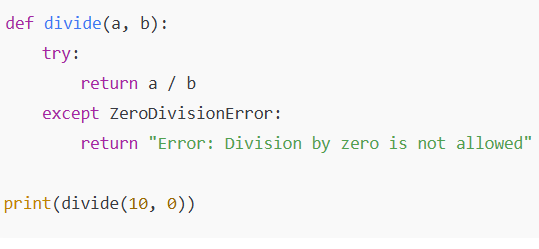 def divide(a, b):
    try:
        return a / b
    except ZeroDivisionError:
        return "Error: Division by zero is not allowed"

print(divide(10, 0))